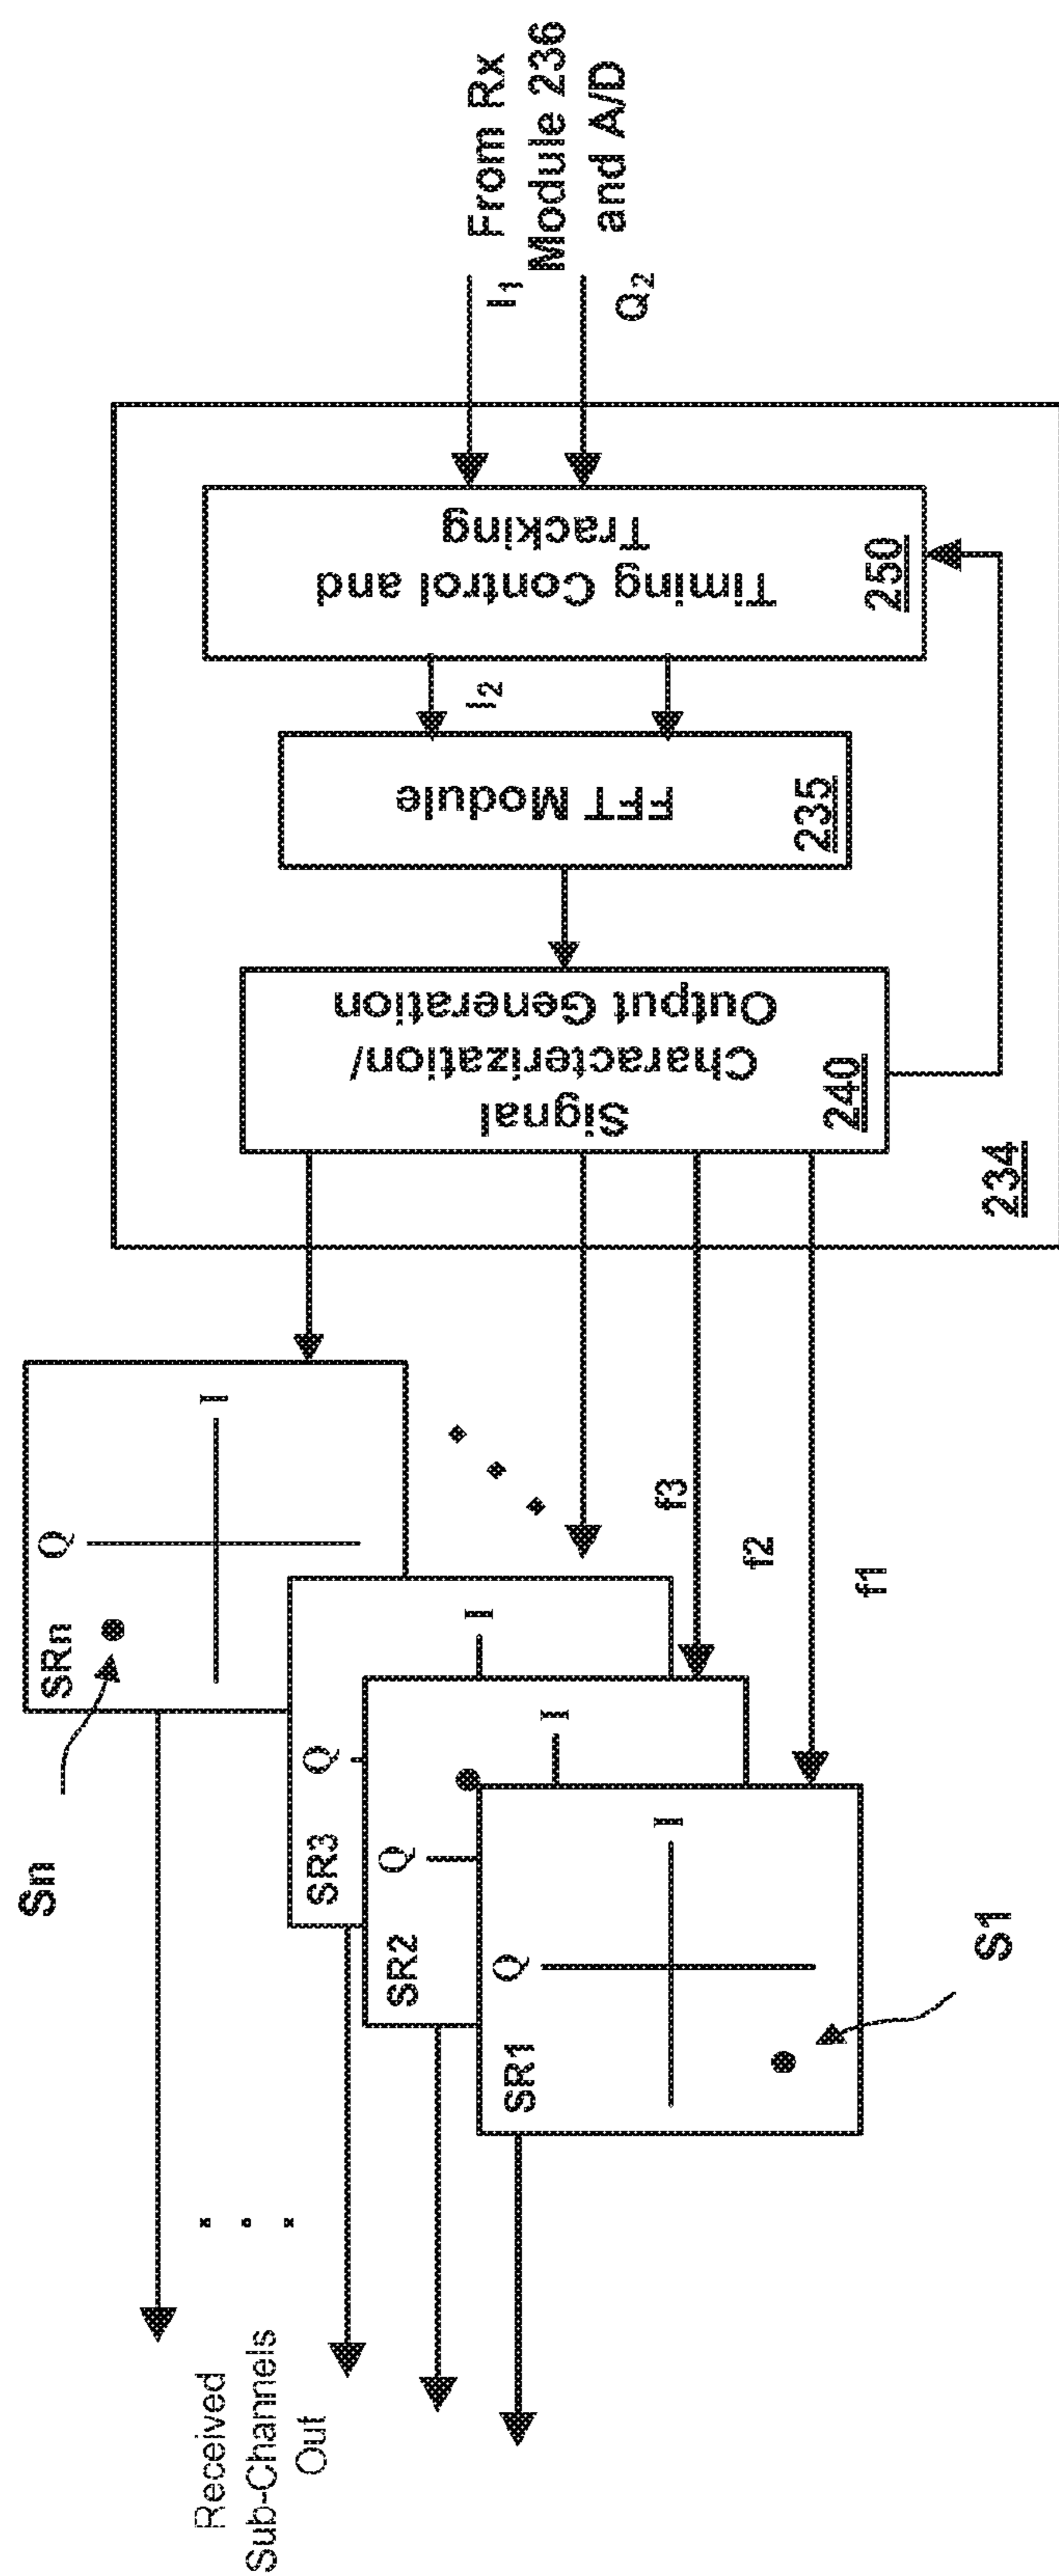 From Rx
Module 236
and A/D
I1
Q2
Timing Control and
Tracking
250
I2
FFT Module
235
Signal
Characterization/
Output Generation
240
234
f3
f2
f1
Q
I
SRn
Sn
Q
I
SR3
Q
I
SR2
Q
I
SR1
S1
Received
Sub-Channels
Out